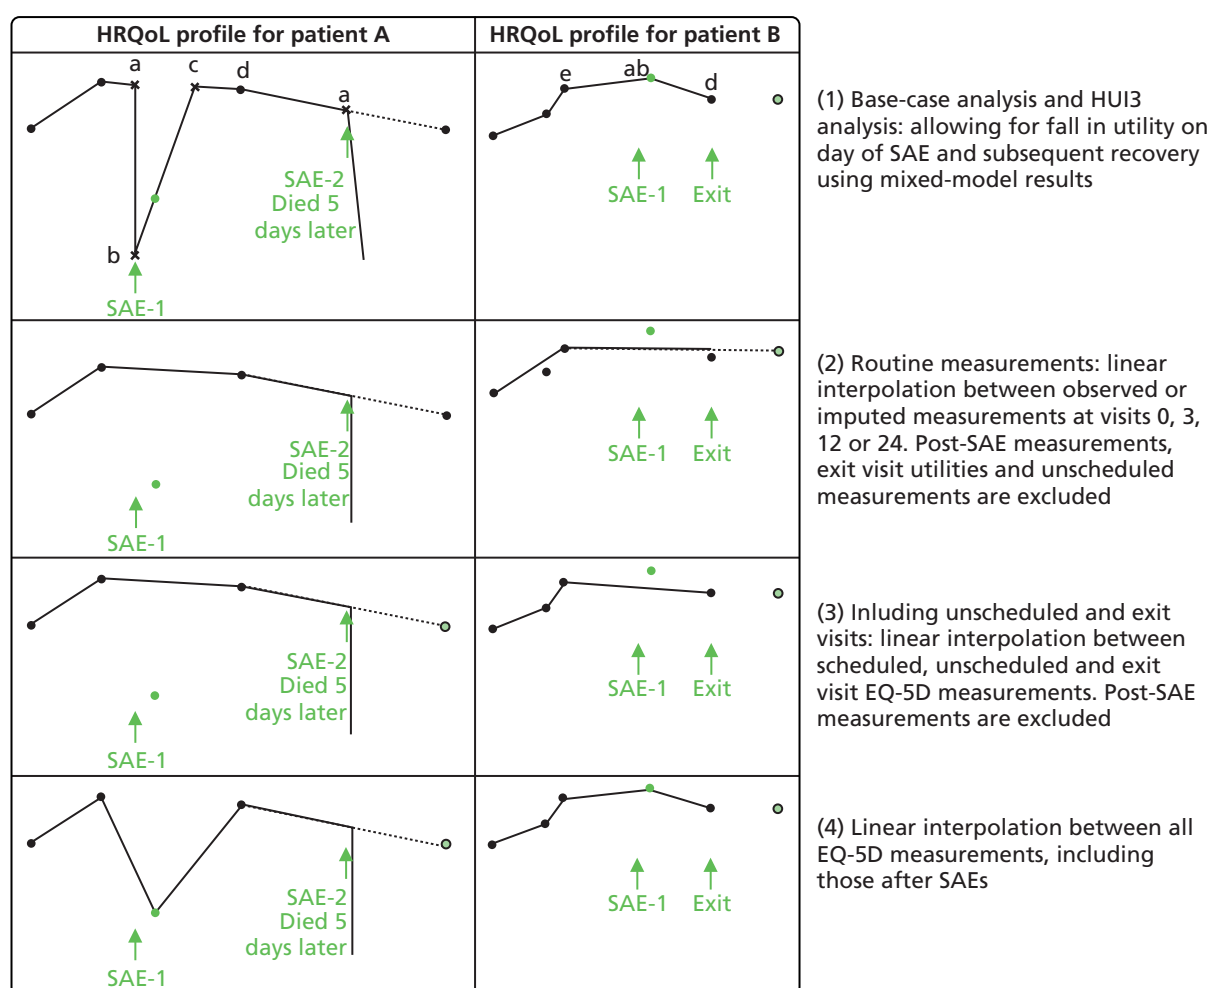 HRQoL profile for patient A
HRQoL profile for patient B
a
c
d
a
b
SAE-1
SAE-2
Died 5
days later
e
ab
d
SAE-1
Exit
(1) Base-case analysis and HUI3
analysis: allowing for fall in utility on
day of SAE and subsequent recovery
using mixed-model results
SAE-1
SAE-2
Died 5
days later
SAE-1
Exit
(2) Routine measurements: linear
interpolation between observed or
imputed measurements at visits 0, 3,
12 or 24. Post-SAE measurements,
exit visit utilities and unscheduled
measurements are excluded
SAE-1
SAE-2
Died 5
days later
SAE-1
Exit
(3) Inluding unscheduled and exit
visits: linear interpolation between
scheduled, unscheduled and exit
visit EQ-5D measurements. Post-SAE
measurements are excluded
SAE-1
SAE-2
Died 5
days later
SAE-1
Exit
(4) Linear interpolation between all
EQ-5D measurements, including
those after SAEs